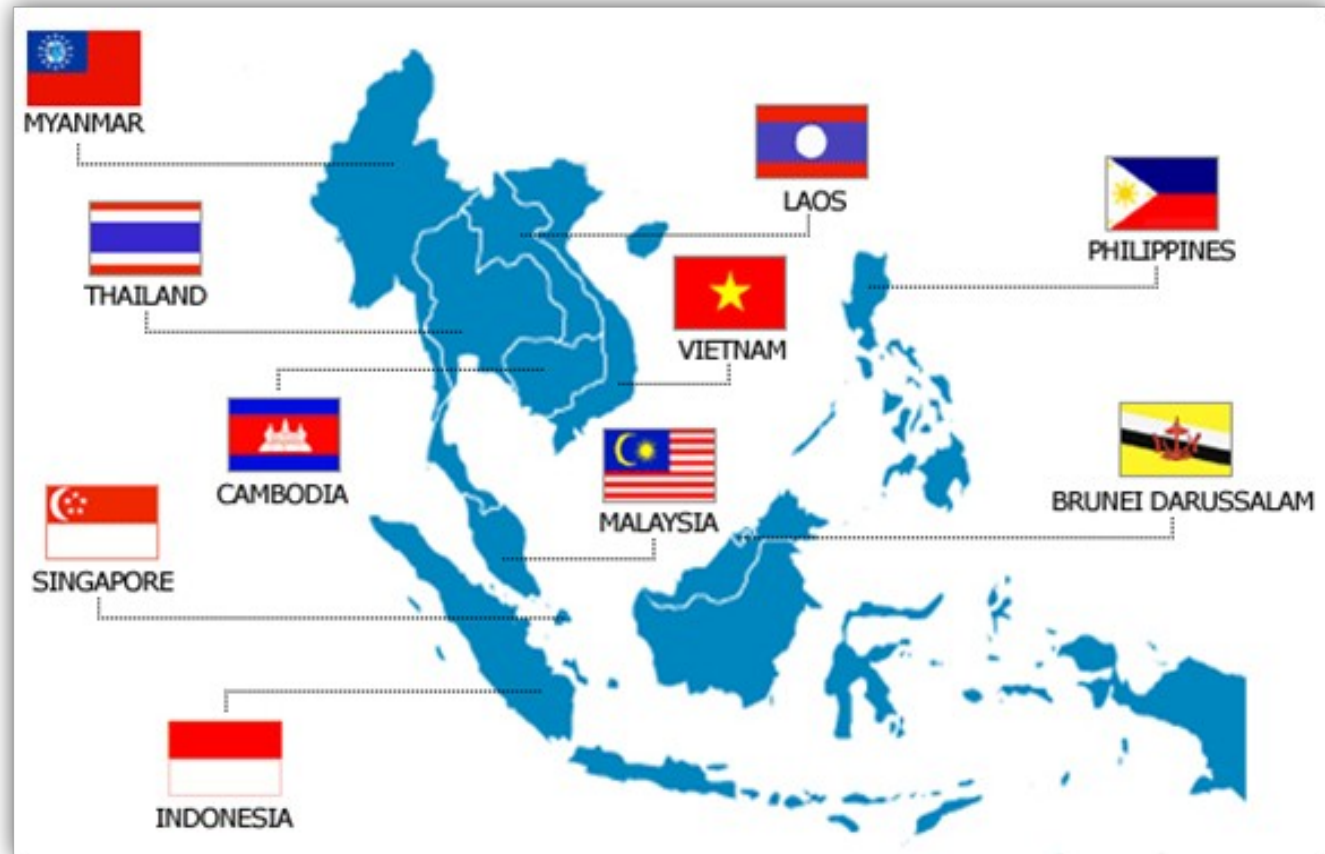 MYANMAR
LAOS
PHILIPPINES
THAILAND
VIETNAM
CAMBODIA
MALAYSIA
BRUNEI DARUSSALAM
SINGAPORE
INDONESIA